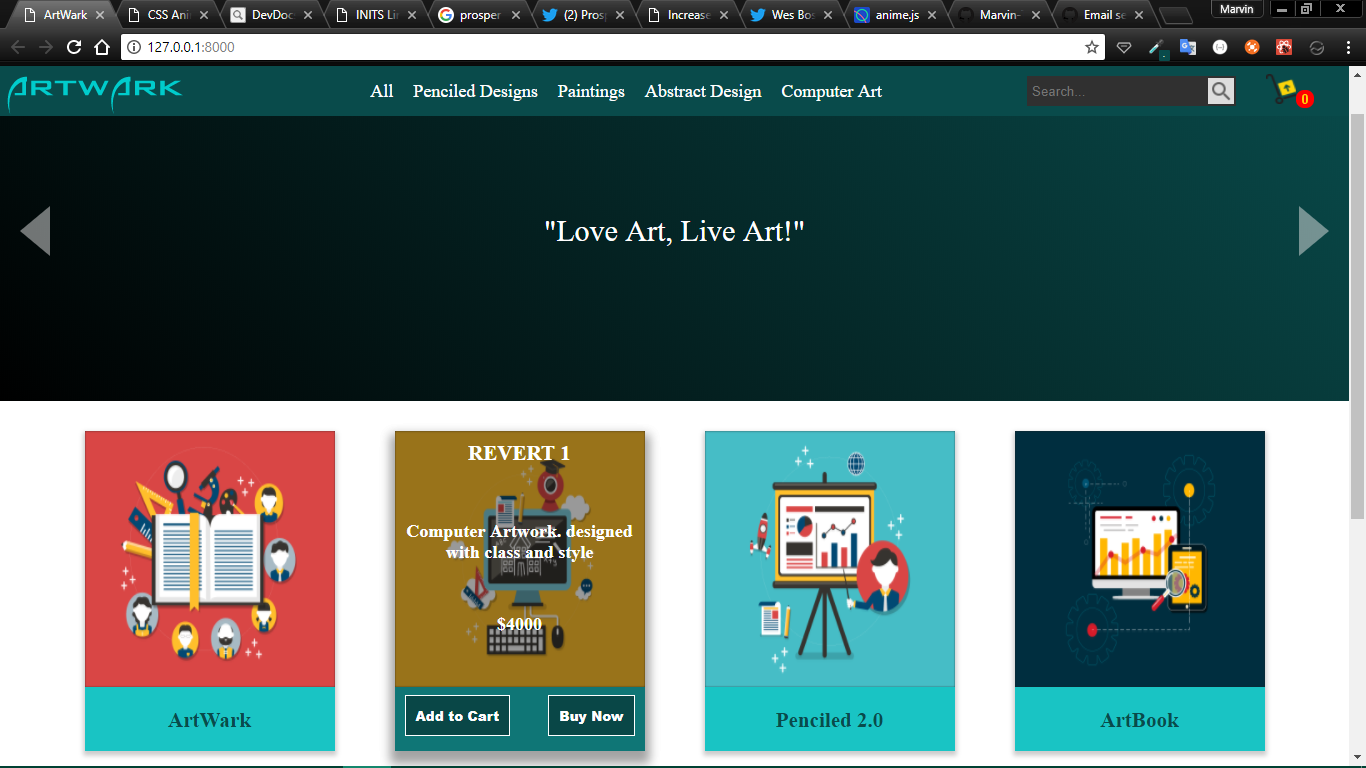 ArtWark
CSS Ani
DevDoc
INITS Li
prosper
(2) Pros
Increase
Wes Bos
anime.js
Marvin-
Email se
Marvin
127.0.0.1:8000
ARTWARK
All
Penciled Designs
Paintings
Abstract Design
Computer Art
Search...
0
"Love Art, Live Art!"
REVERT 1
Computer Artwork. designed
with class and style
$4000
ArtWark
Add to Cart
Buy Now
Penciled 2.0
ArtBook